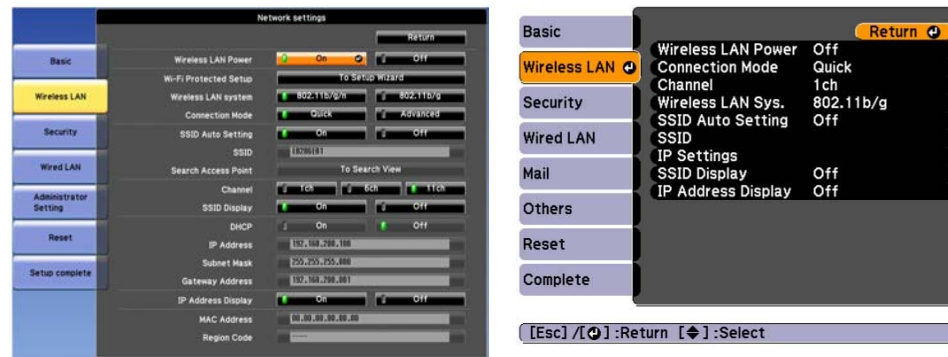 Network settings
Return
Basic
Wireless LAN
Security
Wired LAN
Administrator
Setting
Reset
Setup complete
Wireless LAN Power On Off
Wi-Fi Protected Setup To Setup Wizard
Wireless LAN system 802.11b/g/n 802.11b/g
Connection Mode Quick Advanced
SSID Auto Setting On Off
SSID
Search Access Point To Search View
Channel 1ch 6ch 11ch
SSID Display On Off
DHCP On Off
IP Address 192.168.200.100
Subnet Mask 255.255.255.000
Gateway Address 192.168.200.001
IP Address Display On Off
MAC Address 00.00.00.00.00.00
Region Code ----
Basic
Wireless LAN
Security
Wired LAN
Mail
Others
Reset
Complete
Return
Wireless LAN Power Off
Connection Mode Quick
Channel 1ch
Wireless LAN Sys. 802.11b/g
SSID Auto Setting Off
SSID
IP Settings
SSID Display Off
IP Address Display Off
[Esc] /[ ] :Return [ ] :Select